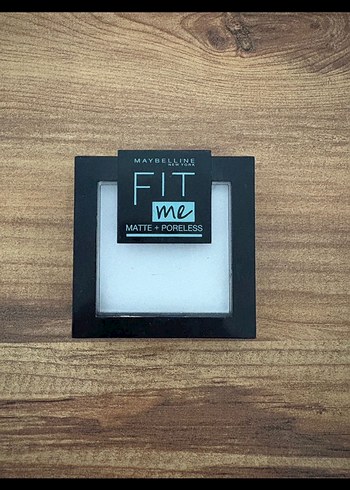 MAYBELLINE
NEW YORK
FIT
me
MATTE + PORELESS